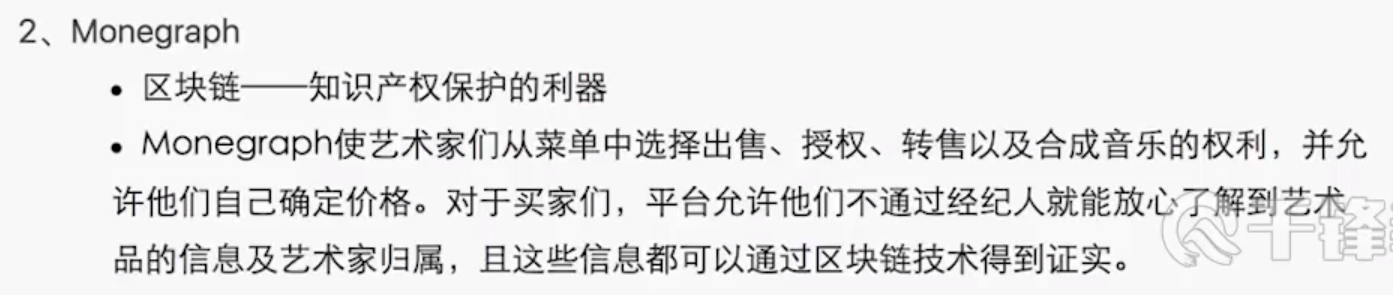 2、Monegraph
• 区块链——知识产权保护的利器
• Monegraph使艺术家们从菜单中选择出售、授权、转售以及合成音乐的权利，并允
许他们自己确定价格。对于买家们，平台允许他们不通过经纪人就能放心了解到艺术
品的信息及艺术家归属，且这些信息都可以通过区块链技术得到证实。
千锋